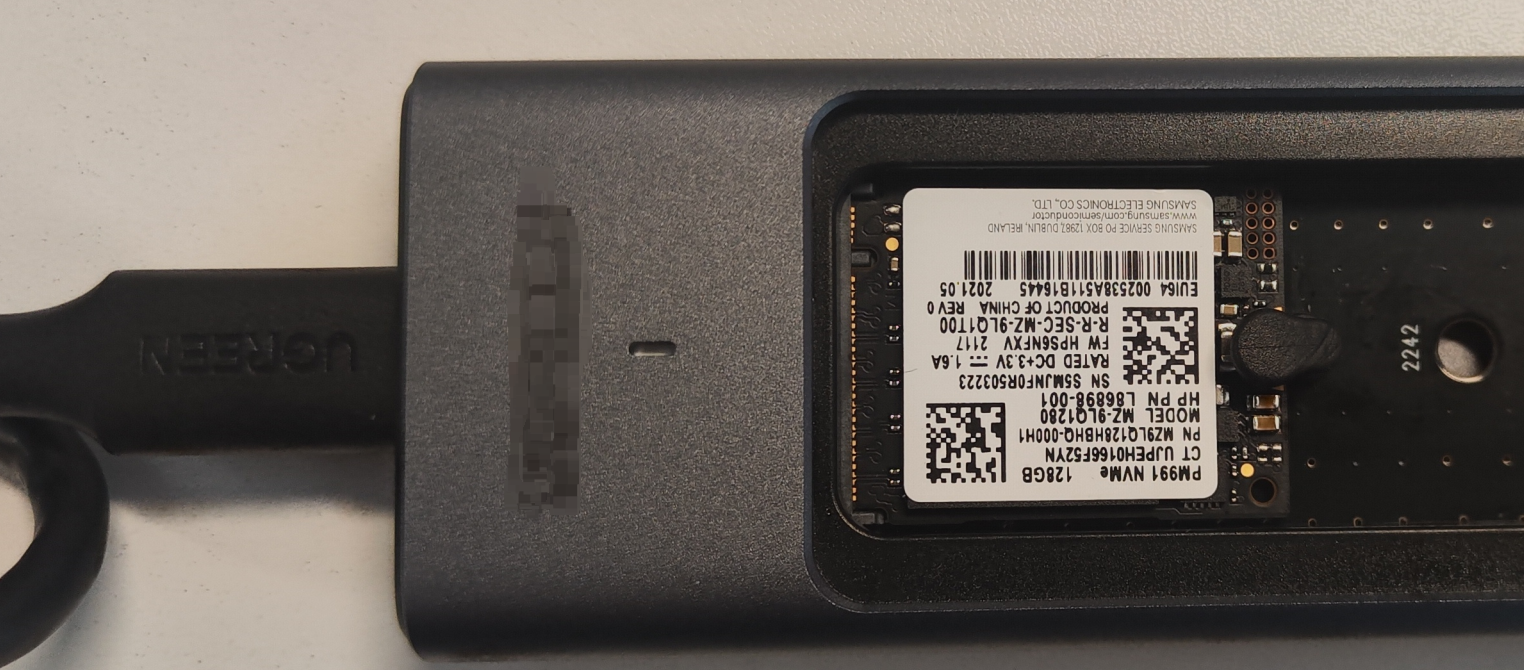 UGREEN
PM991 NVMe 128GB
CT UJPEH0166F52YN
PN MZ9LQ128HBHQ-000H1
MODEL MZ-9LQ1280
HP PN L86898-001
SN S5MJNF0R503223
RATED DC+3.3V ⎓ 1.6A
FW HPS6NFXV 2117
R-R-SEC-MZ-9LQ1T00
PRODUCT OF CHINA REV 0
EUI64 002538A511B16445 2021.05
SAMSUNG SERVICE PO BOX 12987, DUBLIN, IRELAND
www.samsung.com/semiconductor
SAMSUNG ELECTRONICS CO., LTD.
2242